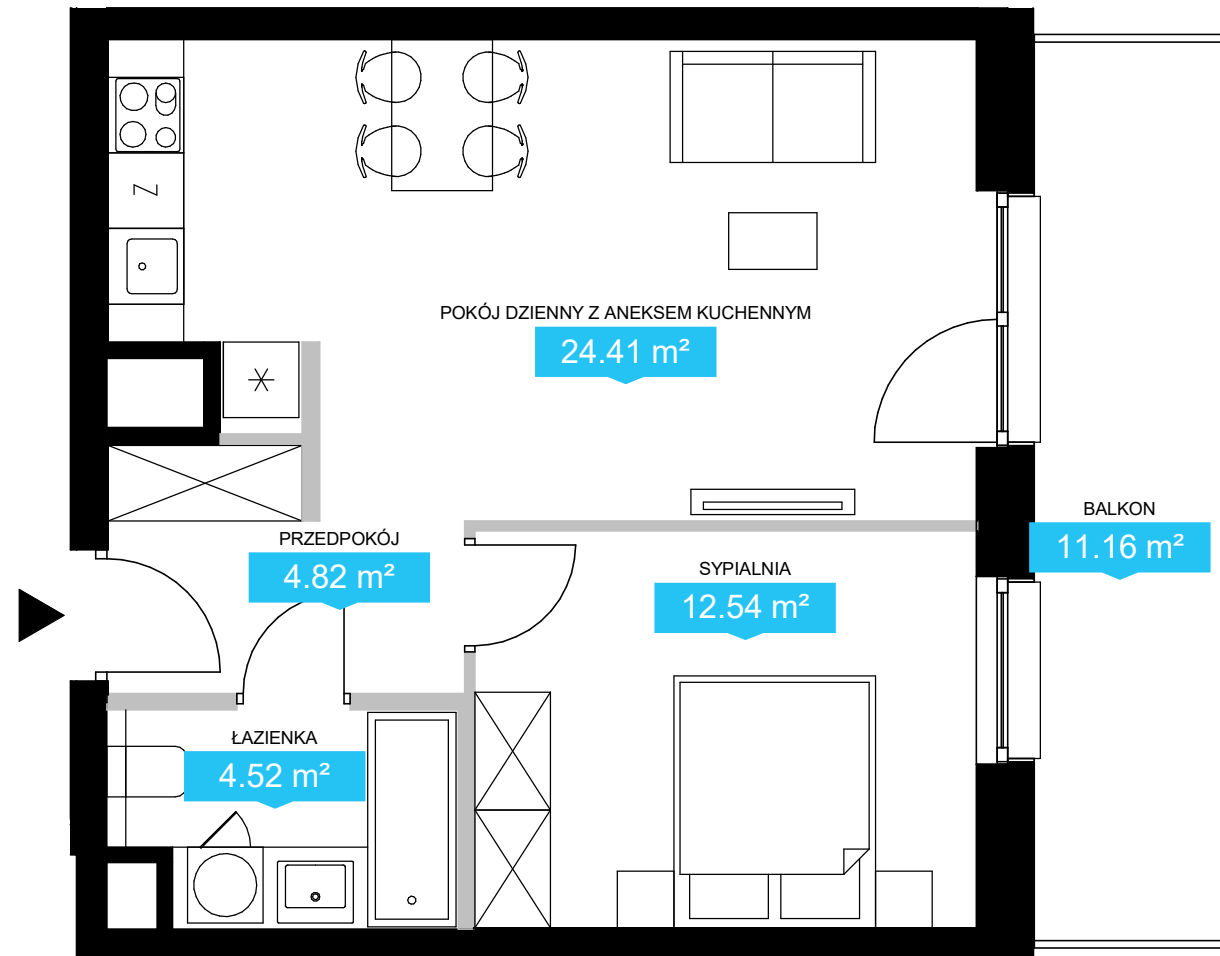 POKÓJ DZIENNY Z ANEKSEM KUCHENNYM
24.41 m²
PRZEDPOKÓJ
4.82 m²
SYPIALNIA
12.54 m²
BALKON
11.16 m²
ŁAZIENKA
4.52 m²
Z